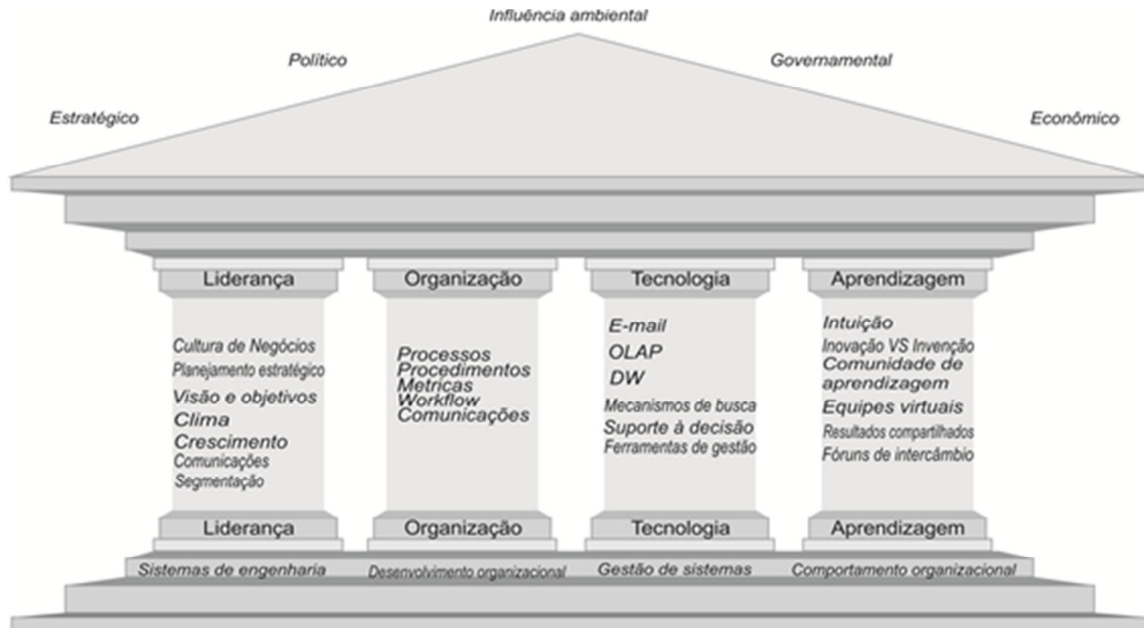 Influência ambiental
Político
Governamental
Estratégico
Econômico
Liderança
Cultura de Negócios
Planejamento estratégico
Visão e objetivos
Clima
Crescimento
Comunicações
Segmentação
Liderança
Sistemas de engenharia
Organização
Processos
Procedimentos
Metricas
Workflow
Comunicações
Organização
Desenvolvimento organizacional
Tecnologia
E-mail
OLAP
DW
Mecanismos de busca
Suporte à decisão
Ferramentas de gestão
Tecnologia
Gestão de sistemas
Aprendizagem
Intuição
Inovação VS Invenção
Comunidade de
aprendizagem
Equipes virtuais
Resultados compartilhados
Fóruns de intercâmbio
Aprendizagem
Comportamento organizacional